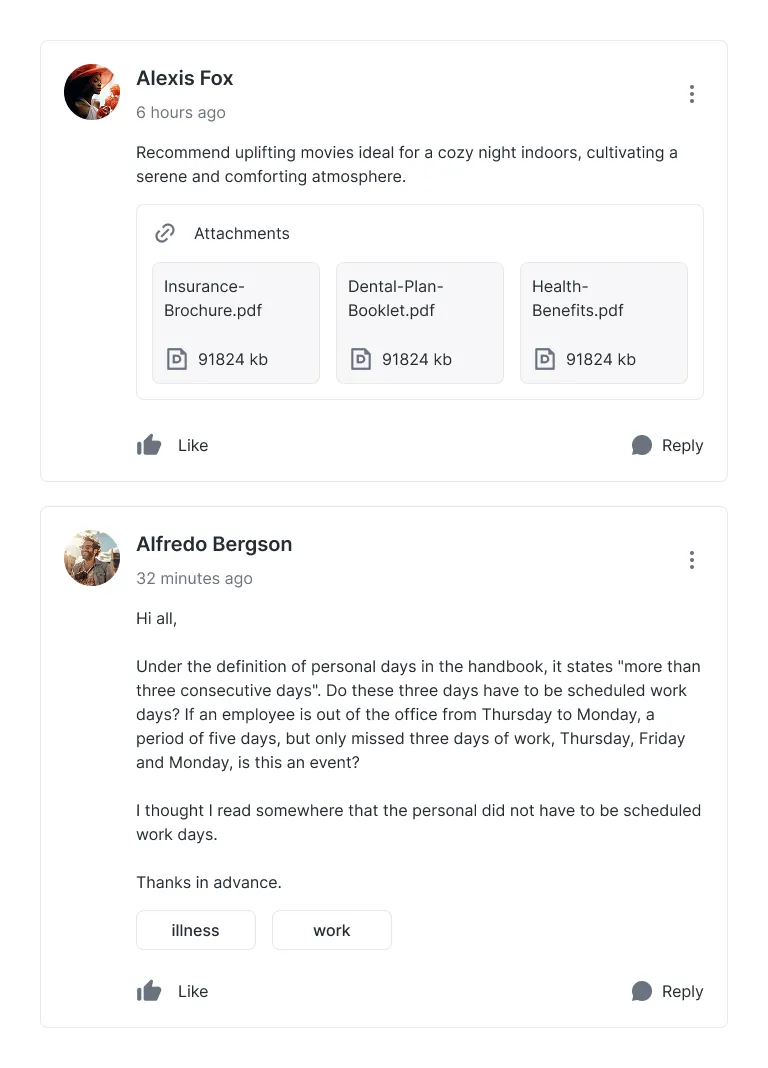 Alexis Fox
6 hours ago
Recommend uplifting movies ideal for a cozy night indoors, cultivating a
serene and comforting atmosphere.
Attachments
Insurance-
Brochure.pdf
91824 kb
Dental-Plan-
Booklet.pdf
91824 kb
Health-
Benefits.pdf
91824 kb
Like
Reply
Alfredo Bergson
32 minutes ago
Hi all,
Under the definition of personal days in the handbook, it states "more than
three consecutive days". Do these three days have to be scheduled work
days? If an employee is out of the office from Thursday to Monday, a
period of five days, but only missed three days of work, Thursday, Friday
and Monday, is this an event?
I thought I read somewhere that the personal did not have to be scheduled
work days.
Thanks in advance.
illness
work
Like
Reply